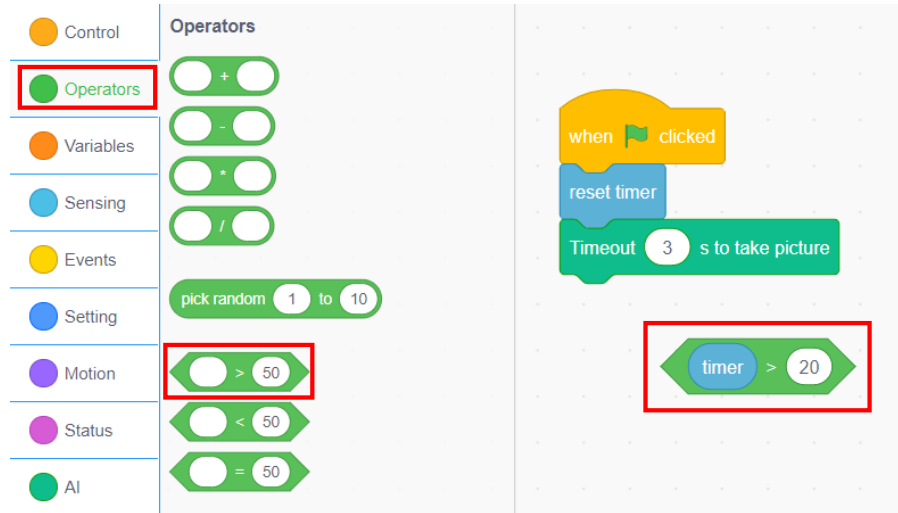 Control
Operators
Variables
Sensing
Events
Setting
Motion
Status
AI
Operators
+
-
*
/
pick random 1 to 10
> 50
< 50
= 50
when clicked
reset timer
Timeout 3 s to take picture
timer > 20